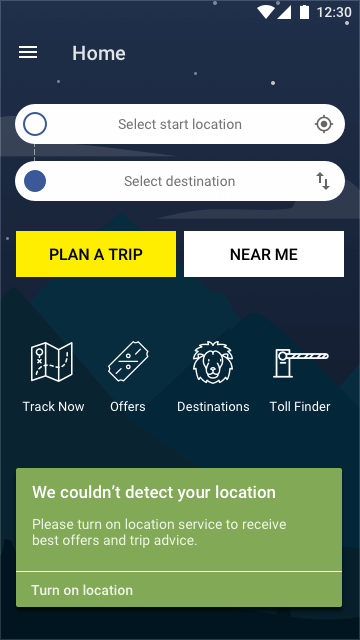 12:30
Home
Select start location
Select destination
PLAN A TRIP
NEAR ME
Track Now
Offers
Destinations
Toll Finder
We couldn’t detect your location
Please turn on location service to receive
best offers and trip advice.
Turn on location